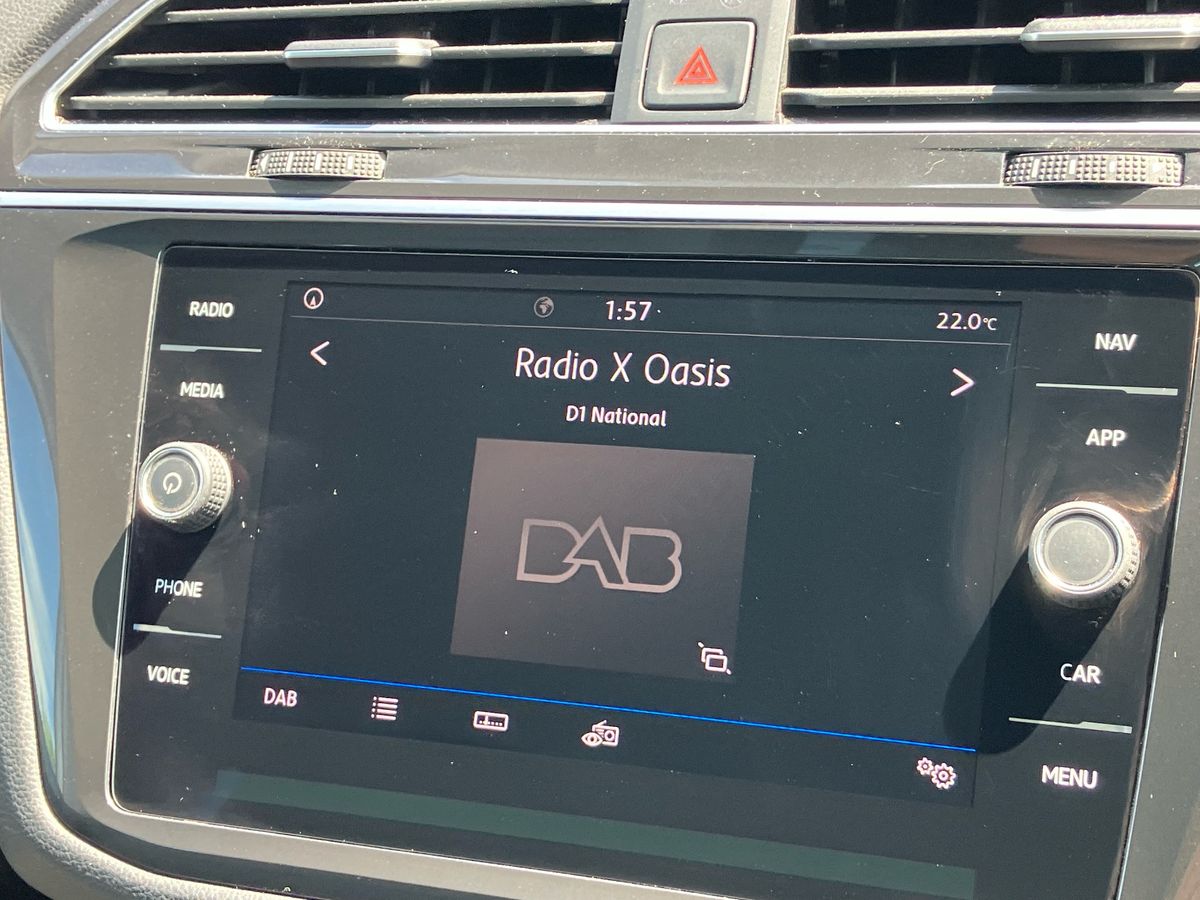 RADIO
MEDIA
PHONE
VOICE
1:57
22.0°C
Radio X Oasis
D1 National
DAB
DAB
NAV
APP
CAR
MENU